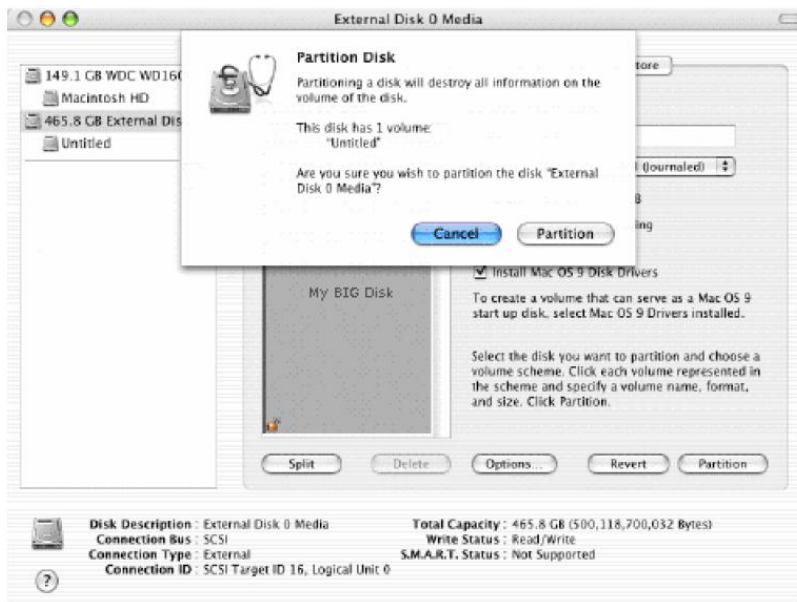 External Disk 0 Media
Partition Disk
Partitioning a disk will destroy all information on the
volume of the disk.
This disk has 1 volume:
"Untitled"
Are you sure you wish to partition the disk "External
Disk 0 Media"?
Cancel
Partition
149.1 GB WDC WD160
Macintosh HD
465.8 GB External Dis
Untitled
tore
(Journaled)
ing
My BIG Disk
Install Mac OS 9 Disk Drivers
To create a volume that can serve as a Mac OS 9
start up disk, select Mac OS 9 Drivers installed.
Select the disk you want to partition and choose a
volume scheme. Click each volume represented in
the scheme and specify a volume name, format,
and size. Click Partition.
Split
Delete
Options...
Revert
Partition
Disk Description : External Disk 0 Media
Connection Bus : SCSI
Connection Type : External
Connection ID : SCSI Target ID 16, Logical Unit 0
Total Capacity : 465.8 GB (500,118,700,032 Bytes)
Write Status : Read/Write
S.M.A.R.T. Status : Not Supported
?